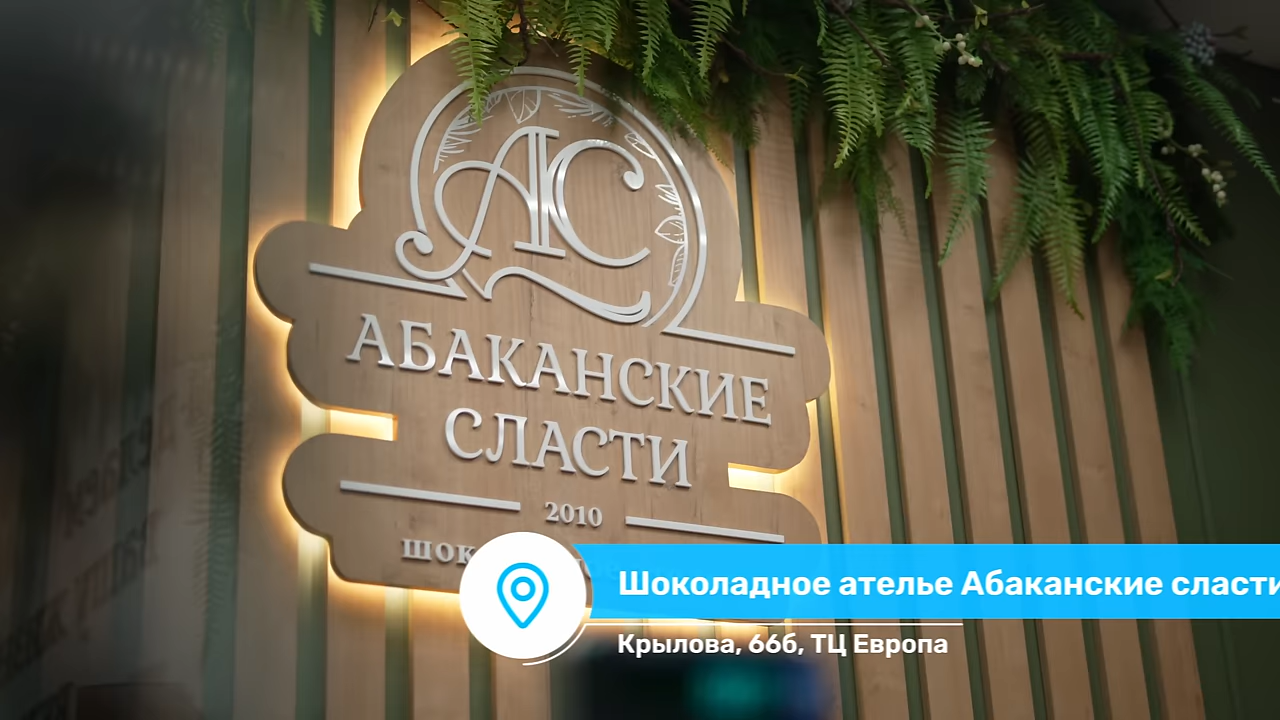 АС
АБАКАНСКИЕ
СЛАСТИ
2010
Шоколадное ателье Абаканские сласти
Крылова, 66б, ТЦ Европа